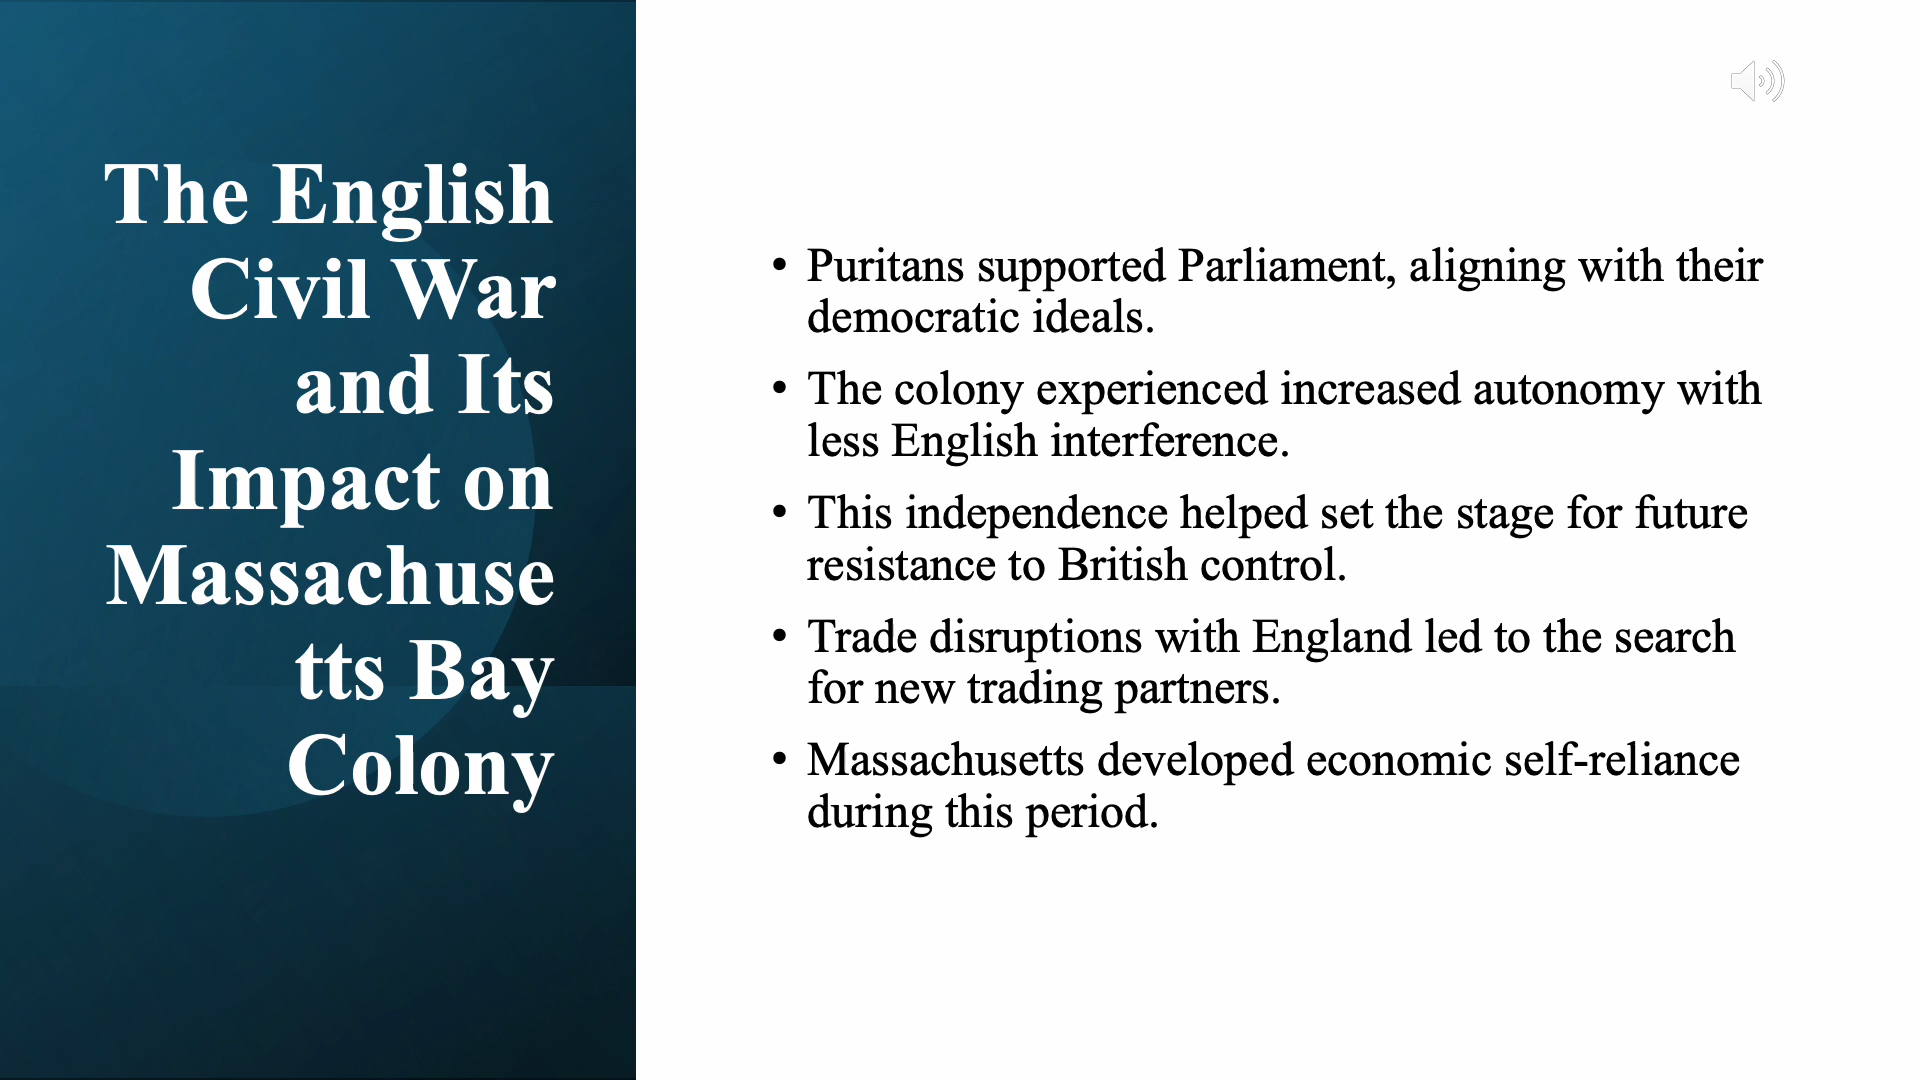 The English
Civil War
and Its
Impact on
Massachuse
tts Bay
Colony
• Puritans supported Parliament, aligning with their
democratic ideals.
• The colony experienced increased autonomy with
less English interference.
• This independence helped set the stage for future
resistance to British control.
• Trade disruptions with England led to the search
for new trading partners.
• Massachusetts developed economic self-reliance
during this period.